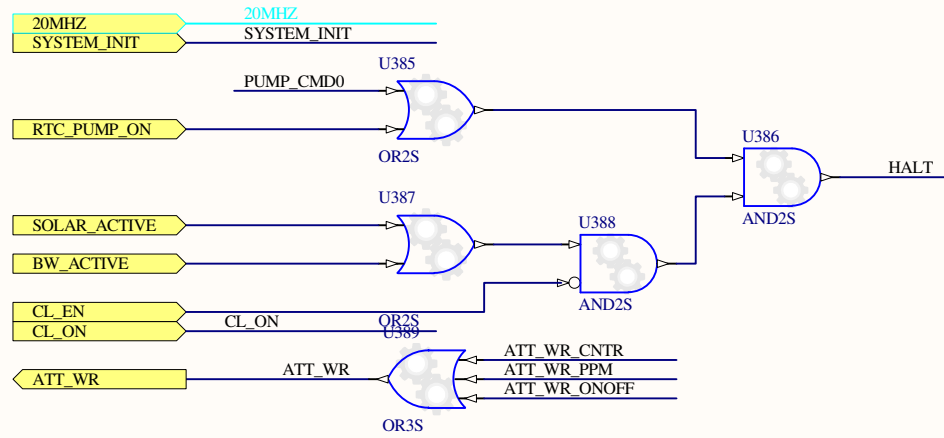 20MHZ
20MHZ
SYSTEM_INIT
SYSTEM_INIT
U385
PUMP_CMD0
RTC_PUMP_ON
OR2S
U386
HALT
AND2S
U387
SOLAR_ACTIVE
U388
BW_ACTIVE
AND2S
CL_EN
OR2S
CL_ON
CL_ON
U389
ATT_WR_CNTR
ATT_WR
ATT_WR
ATT_WR_PPM
ATT_WR_ONOFF
OR3S